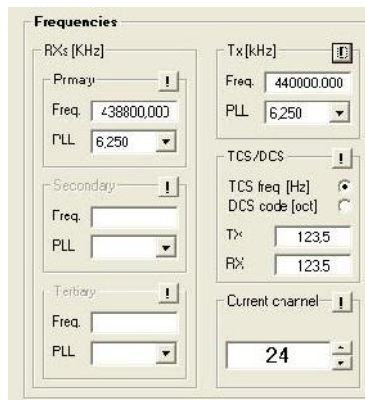 Frequencies
RXs [KHz]
Primary !
Freq. 438800,000
PLL 6,250
Secondary !
Freq.
PLL
Tertiary !
Freq.
PLL
Tx [kHz] !
Freq. 440000.000
PLL 6,250
TCS/DCS !
TCS freq [Hz]
DCS code [oct]
TX 123,5
RX 123.5
Current channel !
24